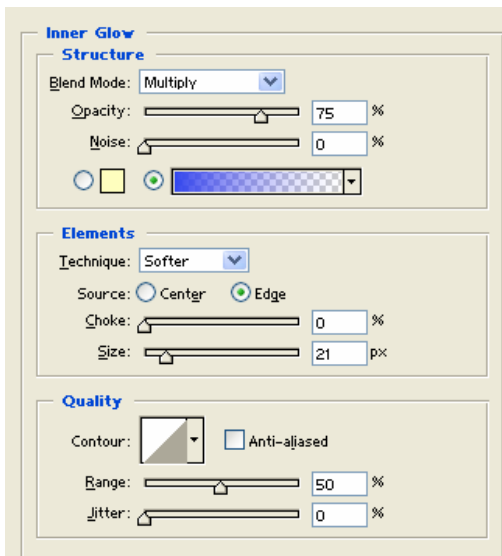 Inner Glow
Structure
Blend Mode: Multiply
Opacity: 75 %
Noise: 0 %
Elements
Technique: Softer
Source: Center Edge
Choke: 0 %
Size: 21 px
Quality
Contour: Anti-aliased
Range: 50 %
Jitter: 0 %